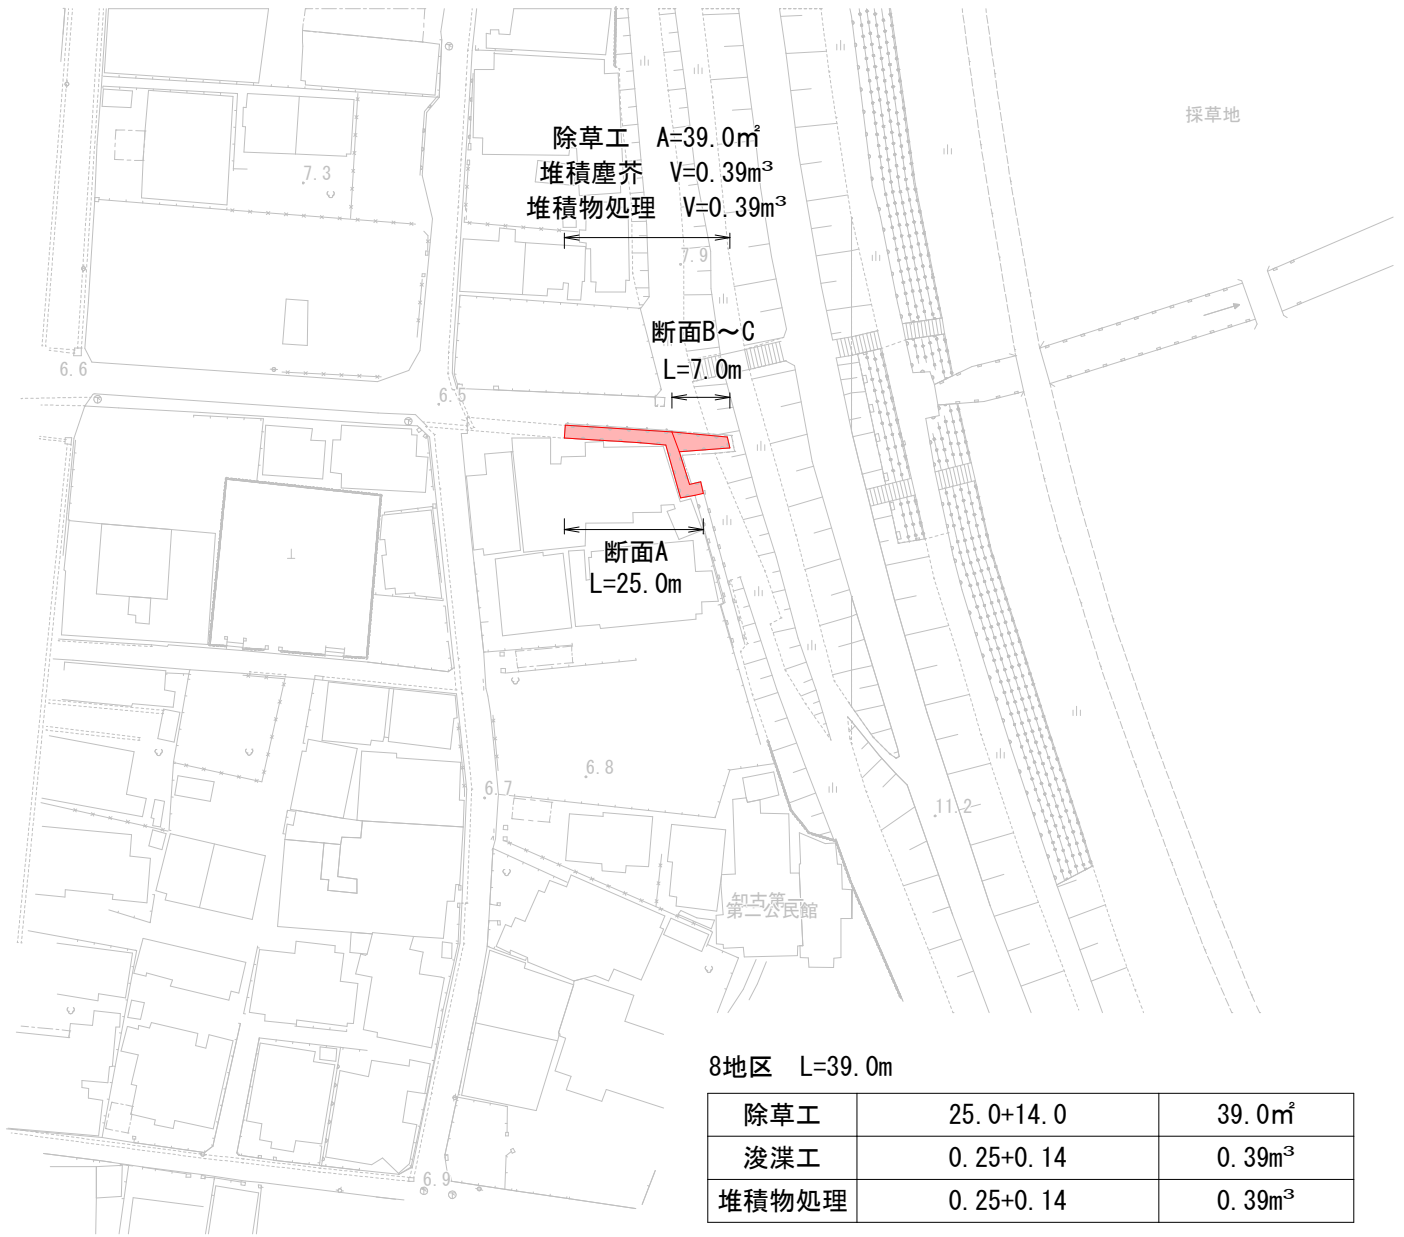 採草地
除草工 A=39.0㎡
堆積塵芥 V=0.39m³
堆積物処理 V=0.39m³
7.3
7.9
断面B～C
L=7.0m
6.6
6.5
断面A
L=25.0m
6.8
6.7
11.2
知古第一
第二公民館
6.9
8地区 L=39.0m
除草工 25.0+14.0 39.0㎡
浚渫工 0.25+0.14 0.39m³
堆積物処理 0.25+0.14 0.39m³